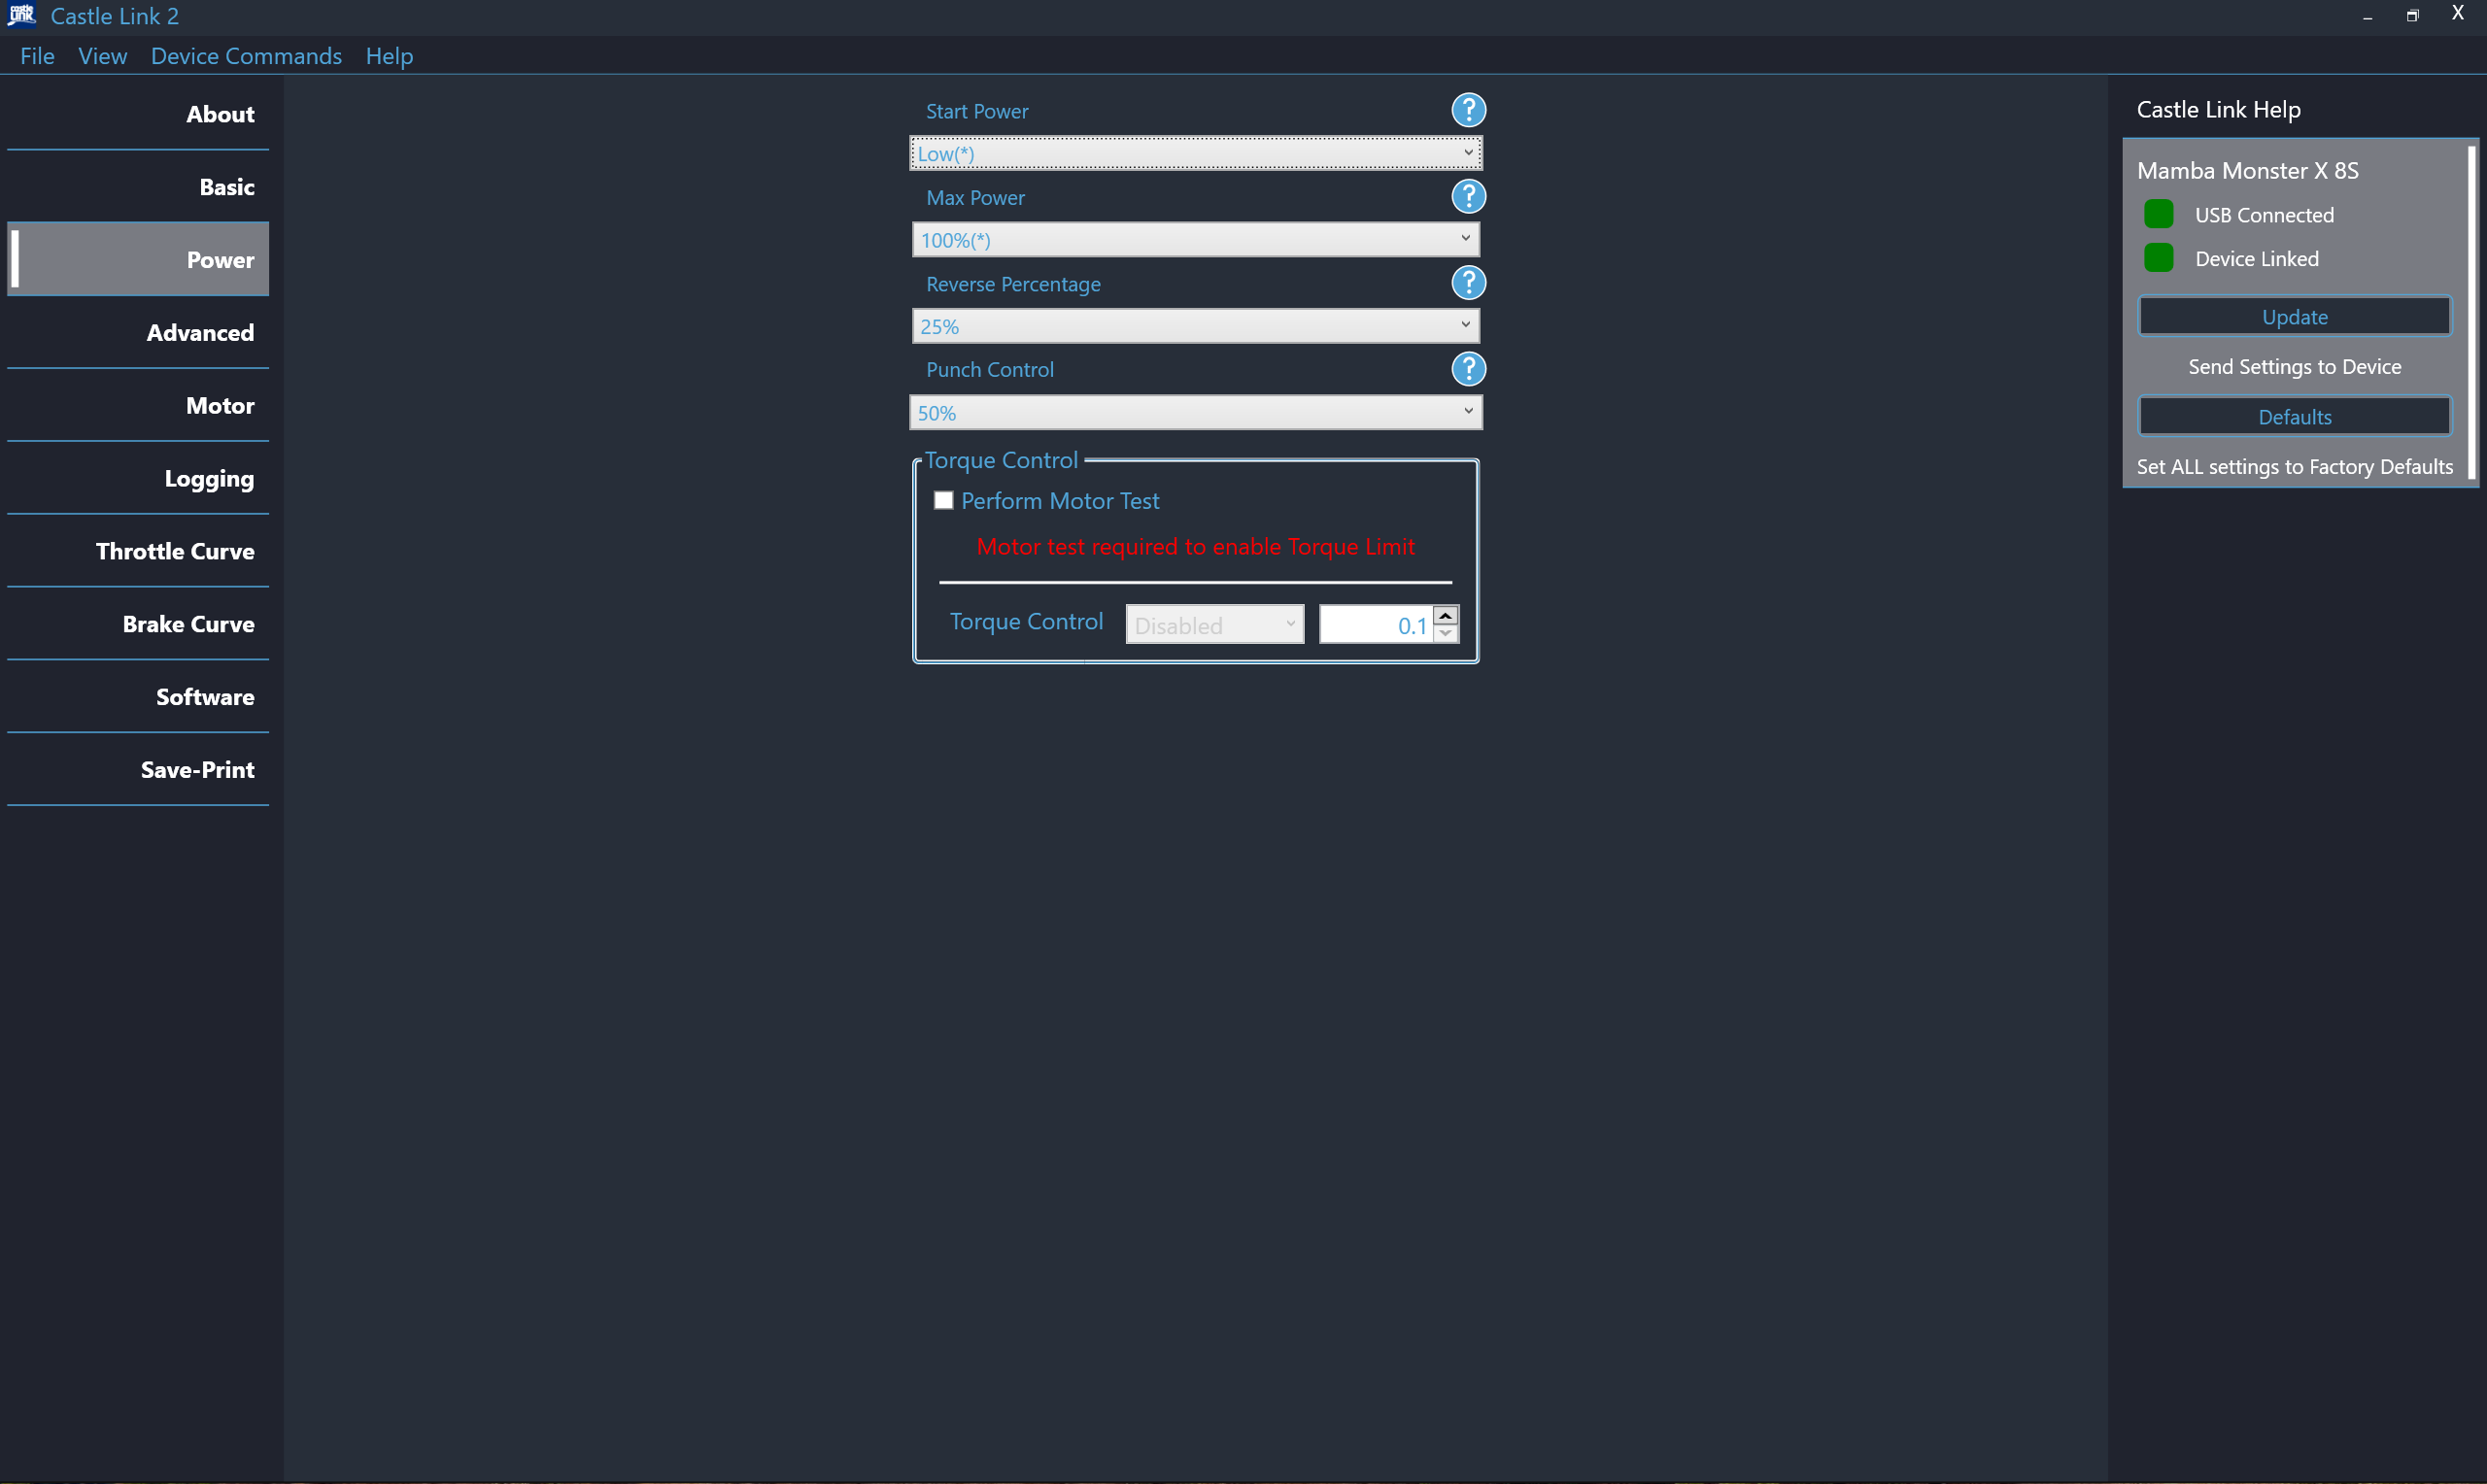 Castle Link 2
File View Device Commands Help
About
Basic
Power
Advanced
Motor
Logging
Throttle Curve
Brake Curve
Software
Save-Print
Start Power ?
Low(*)
Max Power ?
100%(*)
Reverse Percentage ?
25%
Punch Control ?
50%
Torque Control
Perform Motor Test
Motor test required to enable Torque Limit
Torque Control Disabled 0.1
Castle Link Help
Mamba Monster X 8S
USB Connected
Device Linked
Update
Send Settings to Device
Defaults
Set ALL settings to Factory Defaults